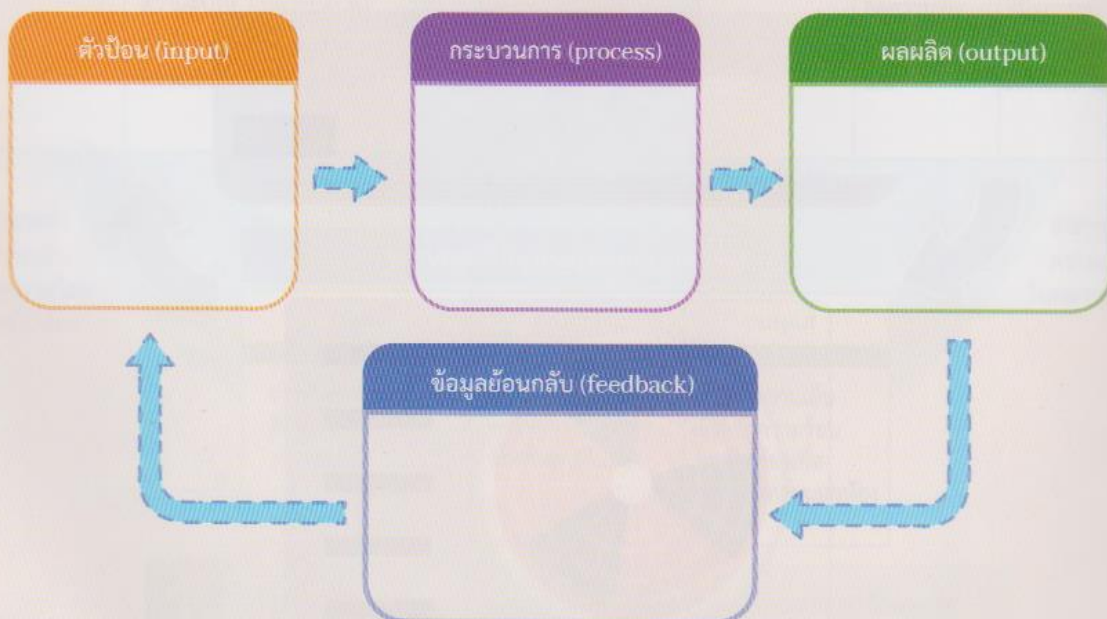 ตัวป้อน (input)
กระบวนการ (process)
ผลผลิต (output)
ข้อมูลย้อนกลับ (feedback)